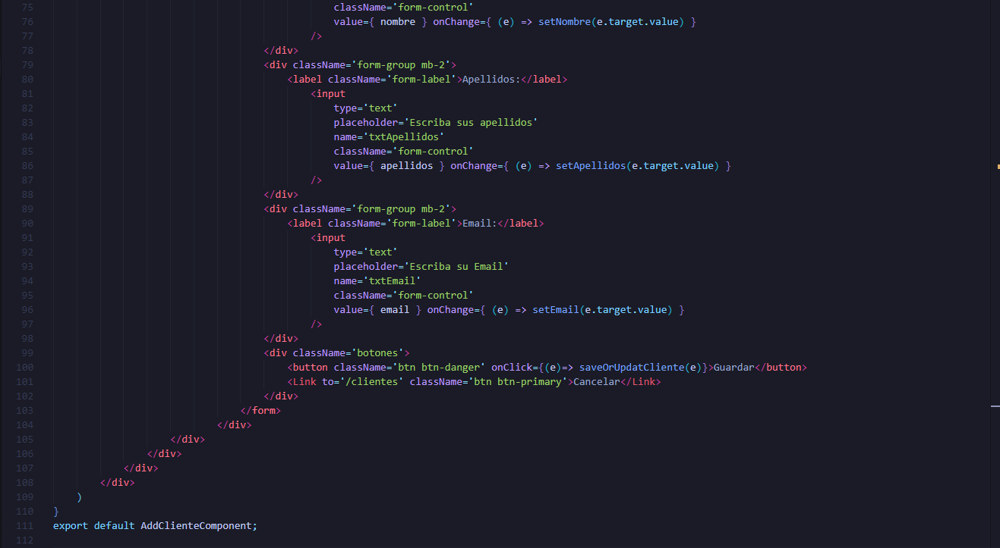 75 className='form-control'
76 value={ nombre } onChange={ (e) => setNombre(e.target.value) }
77 />
78 </div>
79 <div className='form-group mb-2'>
80 <label className='form-label'>Apellidos:</label>
81 <input
82 type='text'
83 placeholder='Escriba sus apellidos'
84 name='txtApellidos'
85 className='form-control'
86 value={ apellidos } onChange={ (e) => setApellidos(e.target.value) }
87 />
88 </div>
89 <div className='form-group mb-2'>
90 <label className='form-label'>Email:</label>
91 <input
92 type='text'
93 placeholder='Escriba su Email'
94 name='txtEmail'
95 className='form-control'
96 value={ email } onChange={ (e) => setEmail(e.target.value) }
97 />
98 </div>
99 <div className='botones'>
100 <button className='btn btn-danger' onClick={(e)=> saveOrUpdatCliente(e)}>Guardar</button>
101 <Link to='/clientes' className='btn btn-primary'>Cancelar</Link>
102 </div>
103 </form>
104 </div>
105 </div>
106 </div>
107 </div>
108 </div>
109 )
110 }
111 export default AddClienteComponent;
112